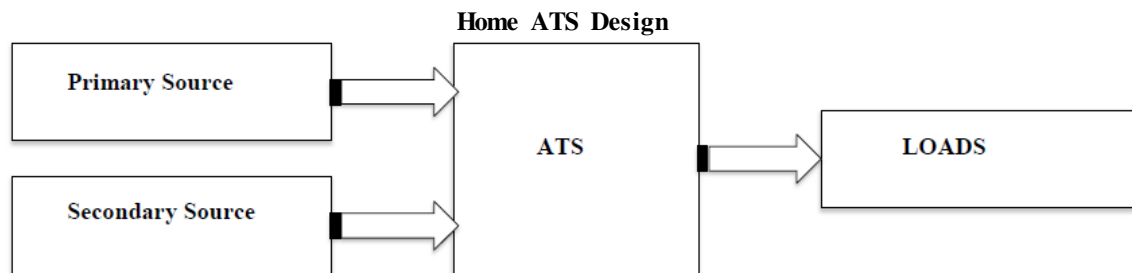 Home ATS Design
Primary Source
ATS
LOADS
Secondary Source